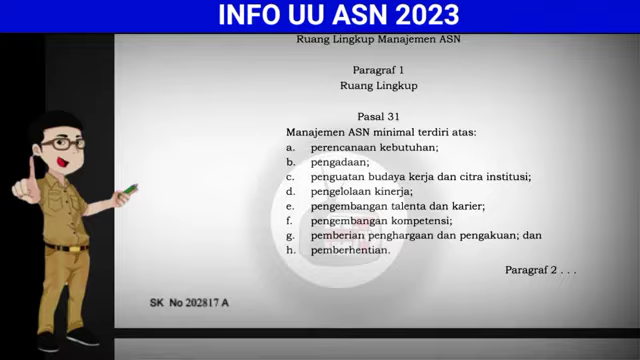 INFO UU ASN 2023
Ruang Lingkup Manajemen ASN
Paragraf 1
Ruang Lingkup
Pasal 31
Manajemen ASN minimal terdiri atas:
a. perencanaan kebutuhan;
b. pengadaan;
c. penguatan budaya kerja dan citra institusi;
d. pengelolaan kinerja;
e. pengembangan talenta dan karier;
f. pengembangan kompetensi;
g. pemberian penghargaan dan pengakuan; dan
h. pemberhentian.
Paragraf 2 . . .
SK No 202817 A